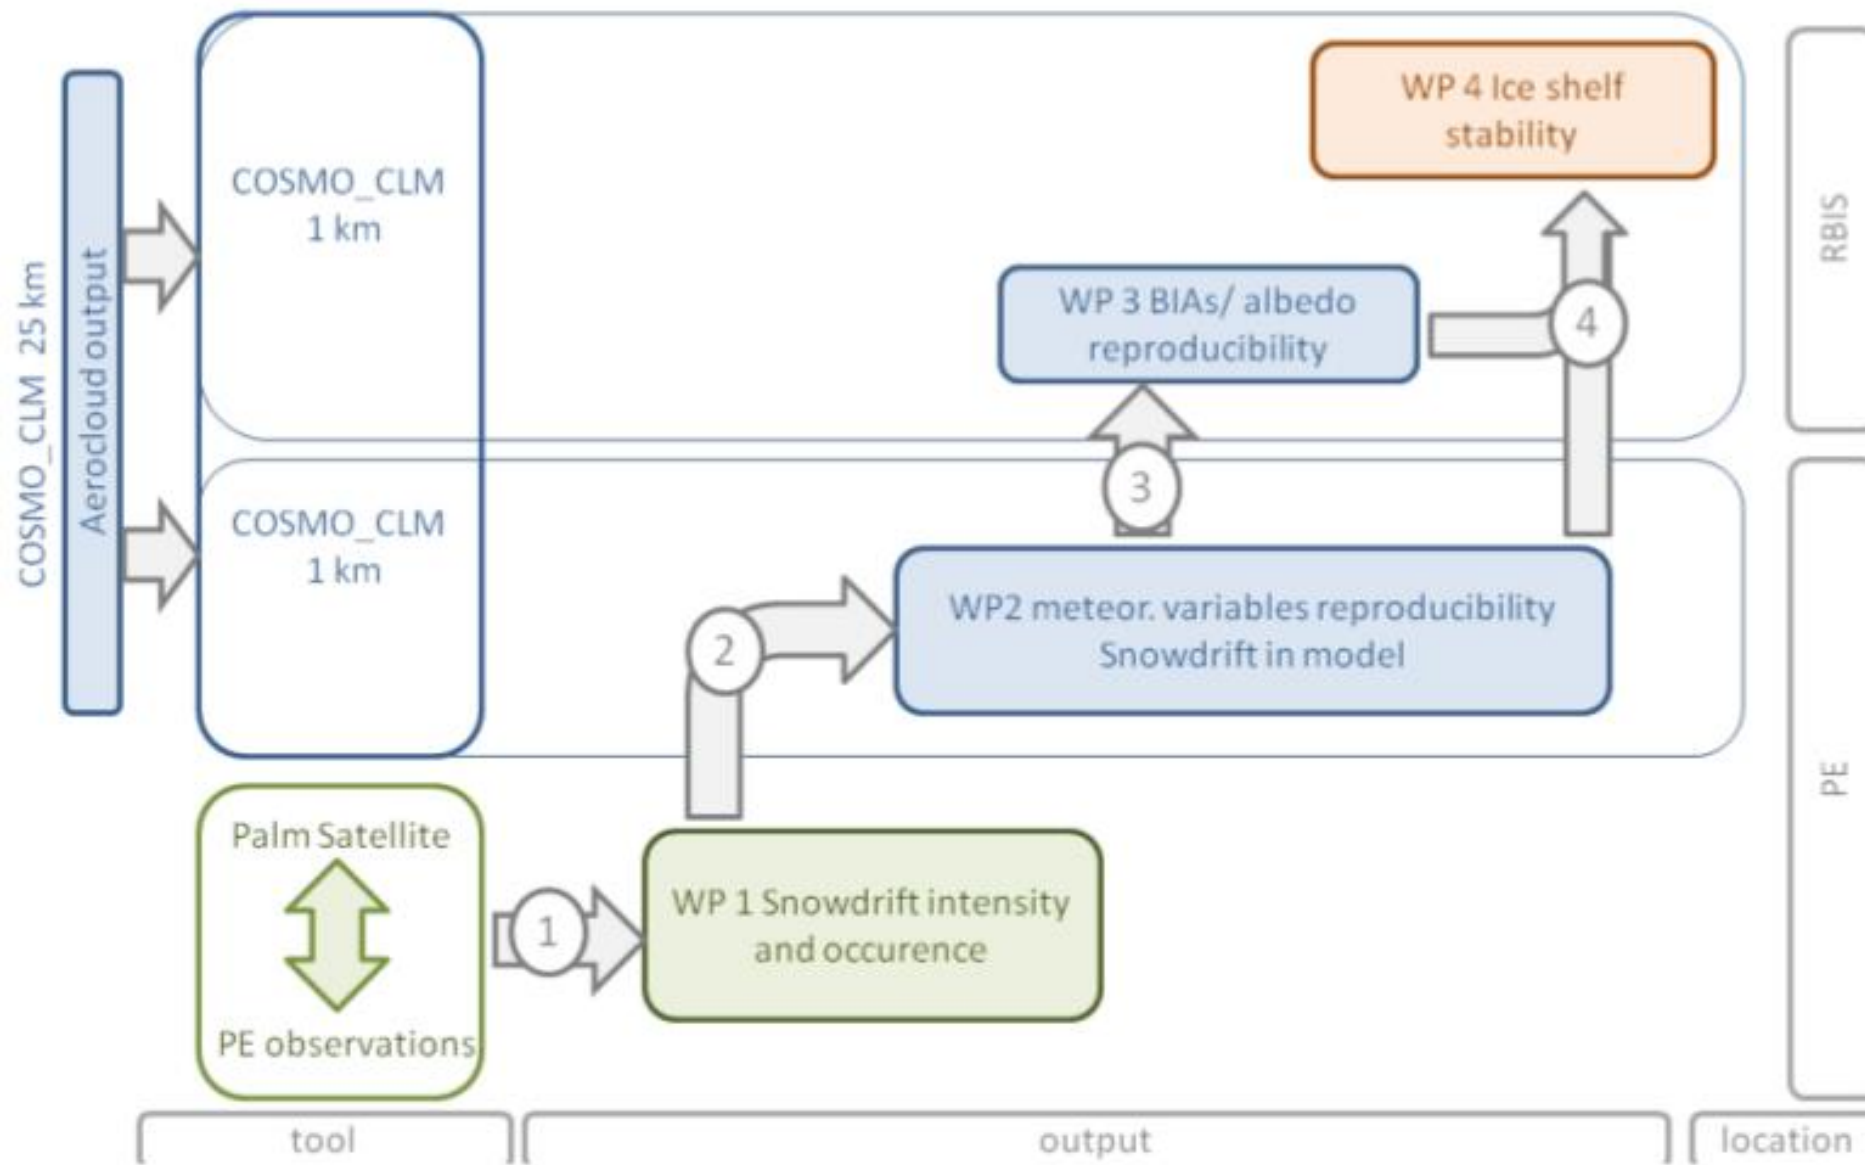 COSMO_CLM 25 km
Aerocloud output
COSMO_CLM
1 km
COSMO_CLM
1 km
WP 4 Ice shelf
stability
WP 3 BIAs/ albedo
reproducibility
4
3
2
WP2 meteor. variables reproducibility
Snowdrift in model
Palm Satellite
PE observations
1
WP 1 Snowdrift intensity
and occurence
RBIS
PE
tool
output
location